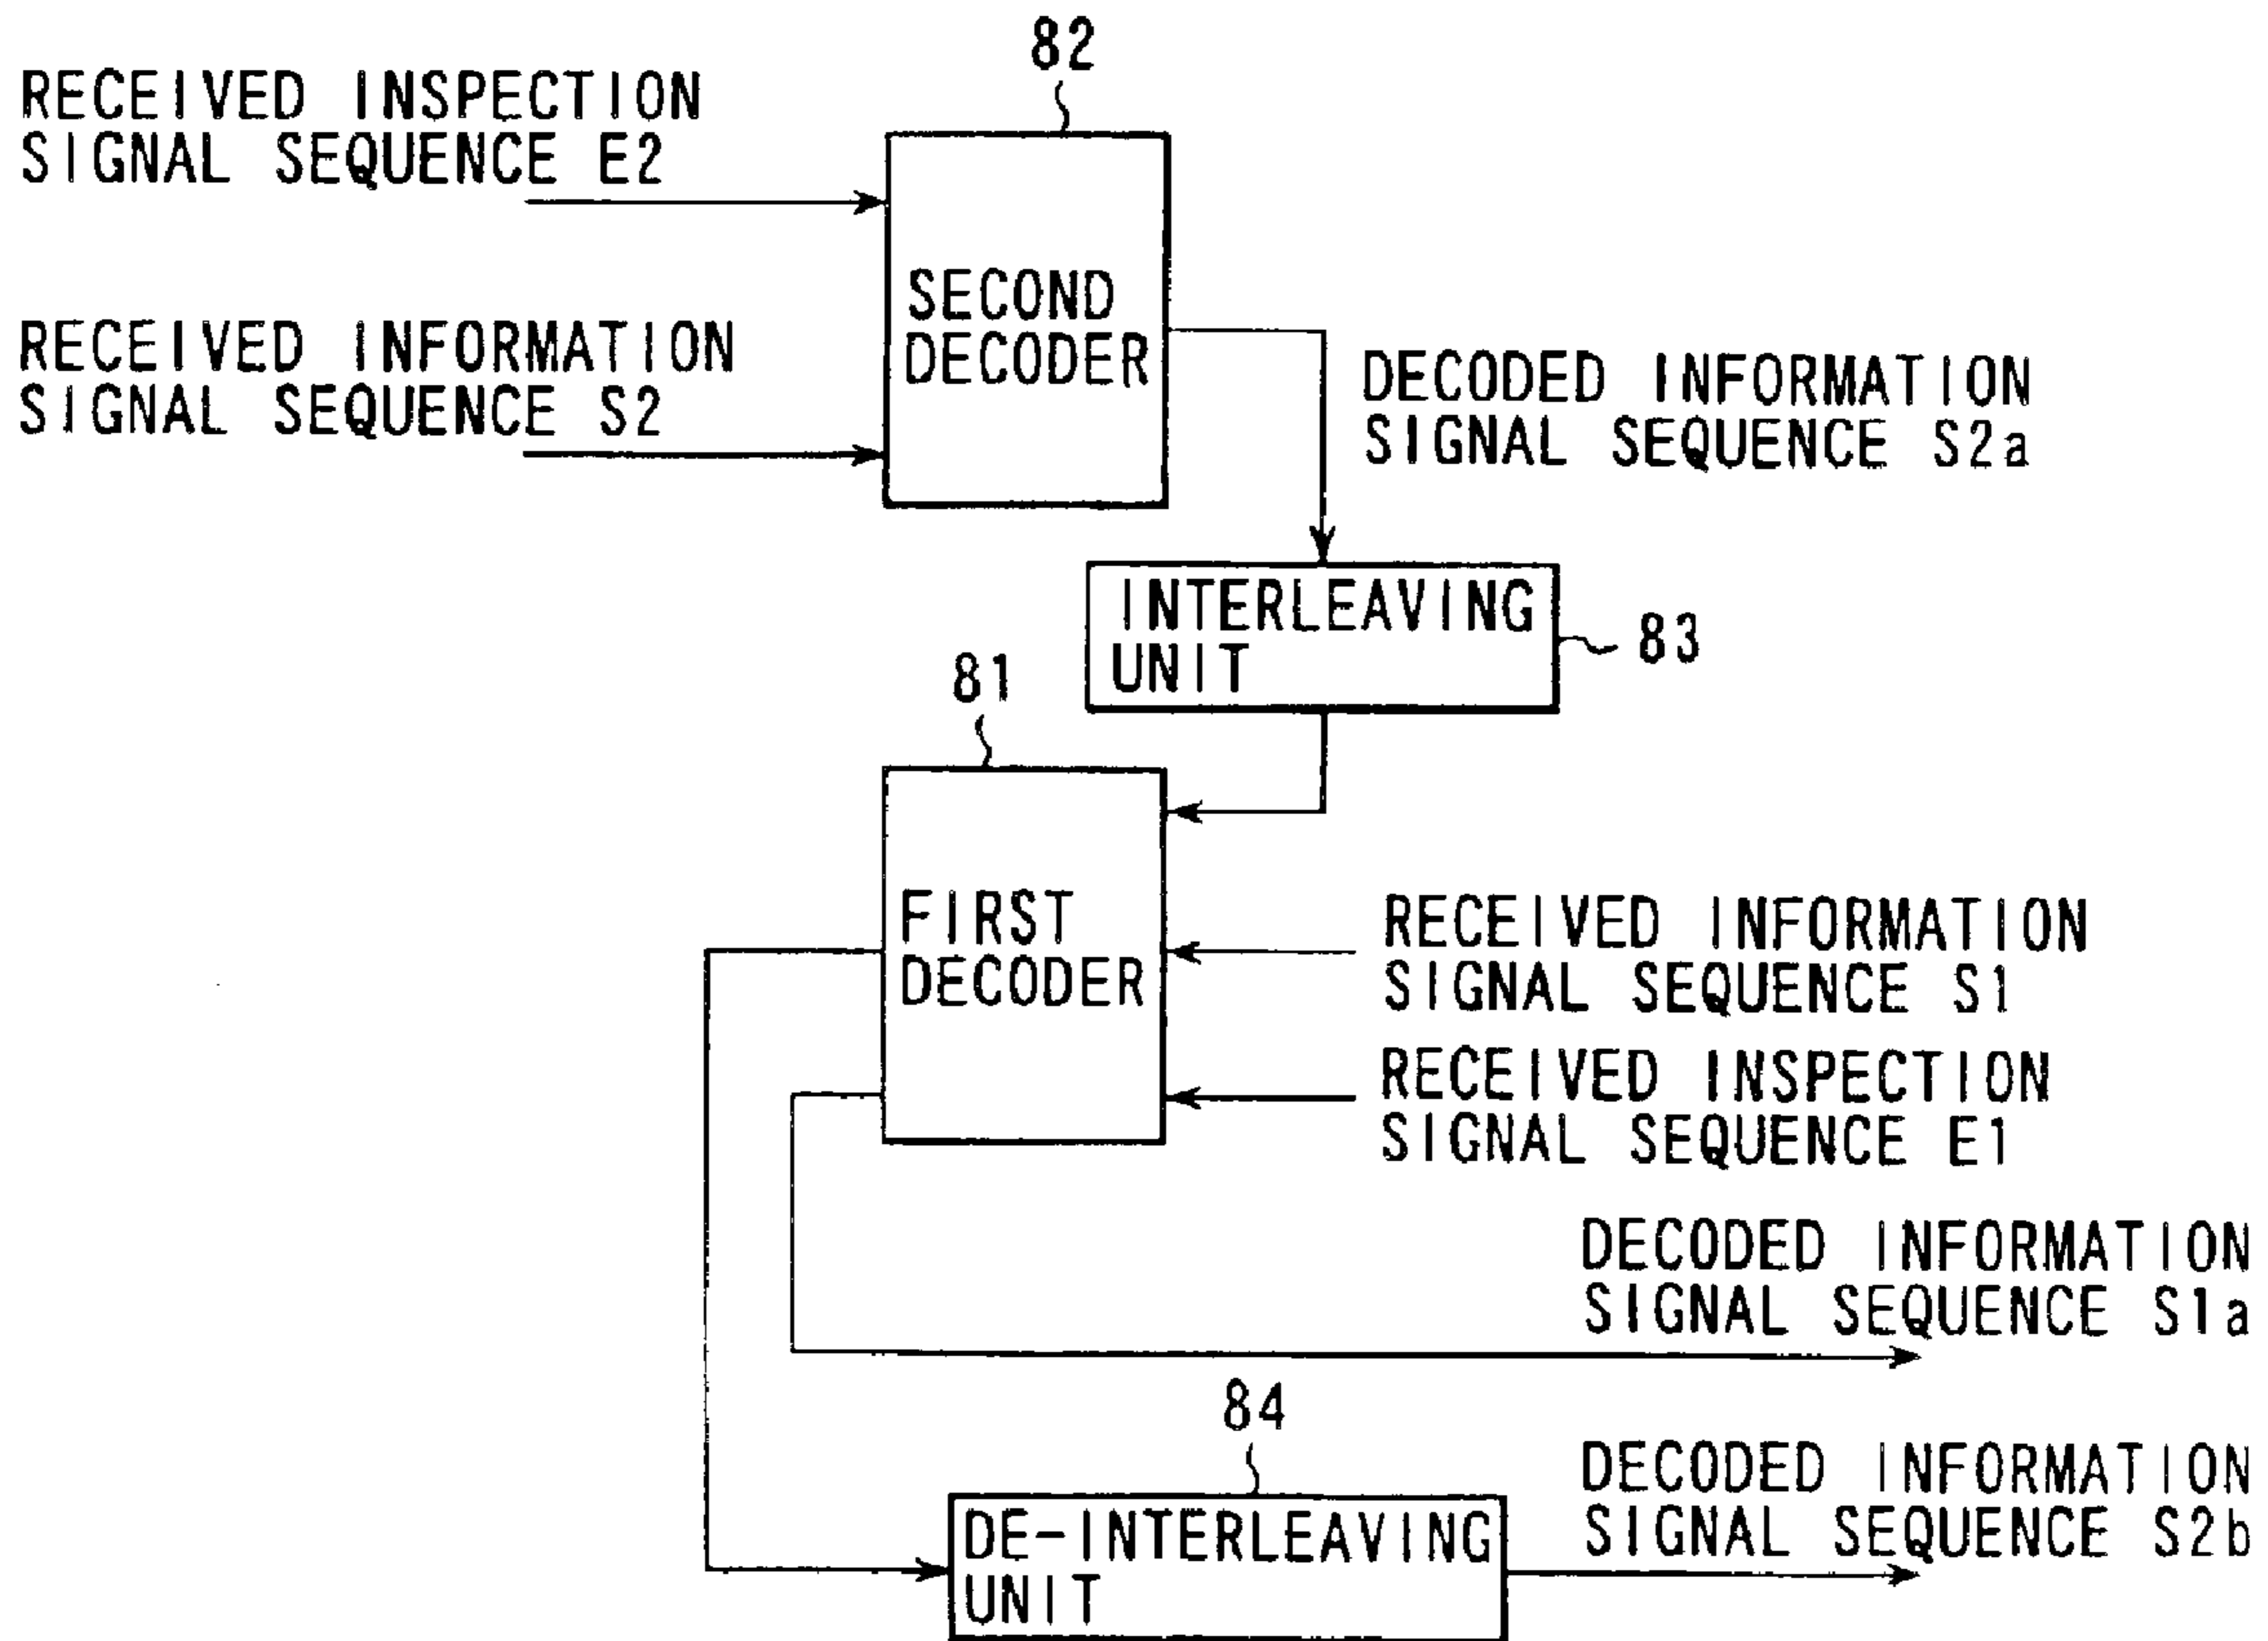 82
RECEIVED INSPECTION
SIGNAL SEQUENCE E2
SECOND
DECODER
RECEIVED INFORMATION
SIGNAL SEQUENCE S2
DECODED INFORMATION
SIGNAL SEQUENCE S2a
INTERLEAVING
UNIT
83
81
FIRST
DECODER
RECEIVED INFORMATION
SIGNAL SEQUENCE S1
RECEIVED INSPECTION
SIGNAL SEQUENCE E1
DECODED INFORMATION
SIGNAL SEQUENCE S1a
84
DE-INTERLEAVING
UNIT
DECODED INFORMATION
SIGNAL SEQUENCE S2b